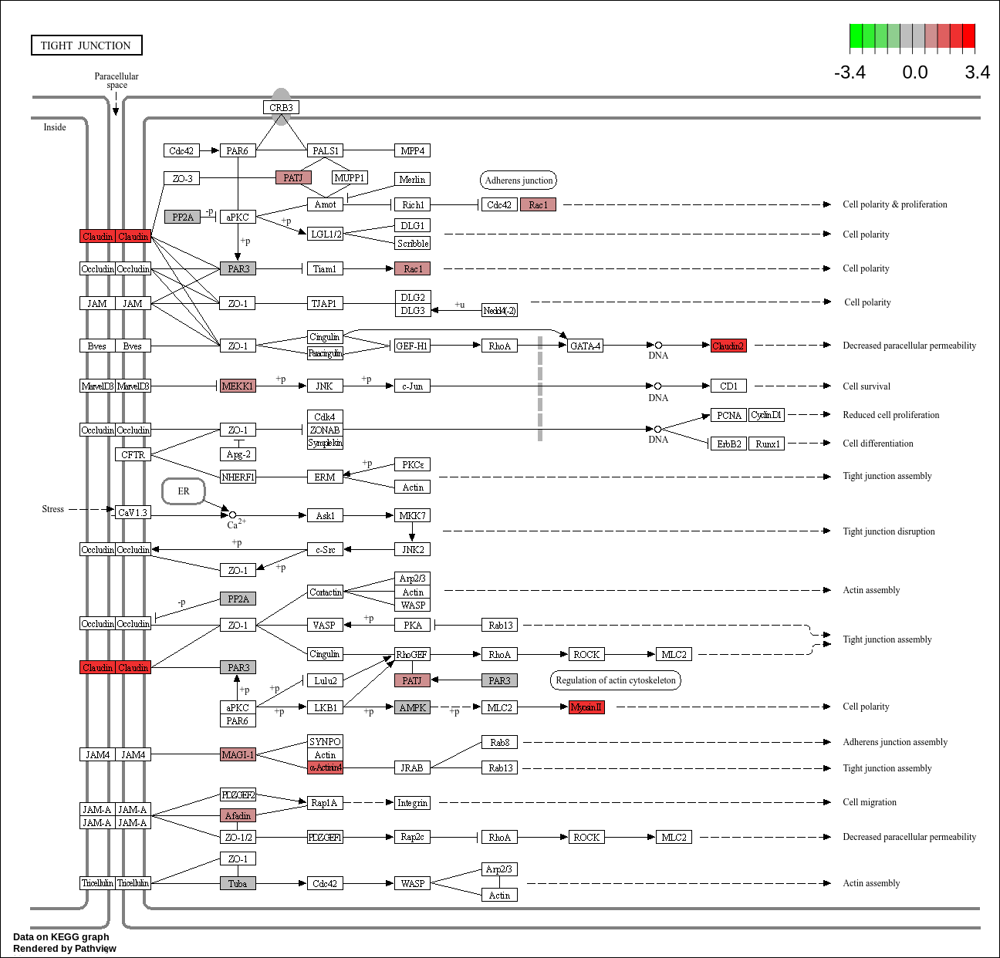 TIGHT JUNCTION
-3.4 0.0 3.4
Paracellular
space
CRB3
Inside
Cdc42 PAR6 PALS1 MPP4
ZO-3 PATJ MUPP1 Merlin Adherens junction
Amot Rich1 Cdc42 Rac1 Cell polarity & proliferation
PP2A -p aPKC +p
DLG1
Claudin Claudin +p LGL1/2 Cell polarity
Scribble
Occludin Occludin PAR3 Tiam1 Rac1 Cell polarity
DLG2
JAM JAM ZO-1 TJAP1 +u Cell polarity
DLG3 Nedd4(-2)
Cingulin
Bves Bves ZO-1 GEF-H1 RhoA GATA-4 Claudin2 Decreased paracellular permeability
Paracingulin DNA
MarvelD3 MarvelD3 MEKK1 +p JNK +p c-Jun CD1 Cell survival
DNA
Cdk4 PCNA CyclinD1 Reduced cell proliferation
Occludin Occludin ZO-1 ZONAB
DNA
Symplekin ErbB2 Runx1 Cell differentiation
CFTR Apg-2
+p PKCε
NHERF1 ERM Tight junction assembly
Actin
ER
Stress CaV1.3 Ask1 MKK7
Ca2+
Tight junction disruption
+p
Occludin Occludin c-Src JNK2
ZO-1 +p
Arp2/3
Cortactin Actin Actin assembly
-p PP2A
WASP
Occludin Occludin ZO-1 VASP +p PKA Rab13
Tight junction assembly
Cingulin RhoGEF RhoA ROCK MLC2
Claudin Claudin PAR3
Lulu2 PATJ PAR3 Regulation of actin cytoskeleton
+p +p
aPKC +p LKB1 +p AMPK +p MLC2 MyosinII Cell polarity
PAR6
SYNPO Rab8 Adherens junction assembly
JAM4 JAM4 MAGI-1 Actin
α-Actinin4 JRAB Rab13 Tight junction assembly
PDZGEF2
Rap1A Integrin Cell migration
JAM-A JAM-A
Afadin
JAM-A JAM-A
ZO-1/2 PDZGEF1 Rap2c RhoA ROCK MLC2 Decreased paracellular permeability
ZO-1
Arp2/3
Tricellulin Tricellulin Tuba Cdc42 WASP Actin assembly
Actin
Data on KEGG graph
Rendered by Pathview